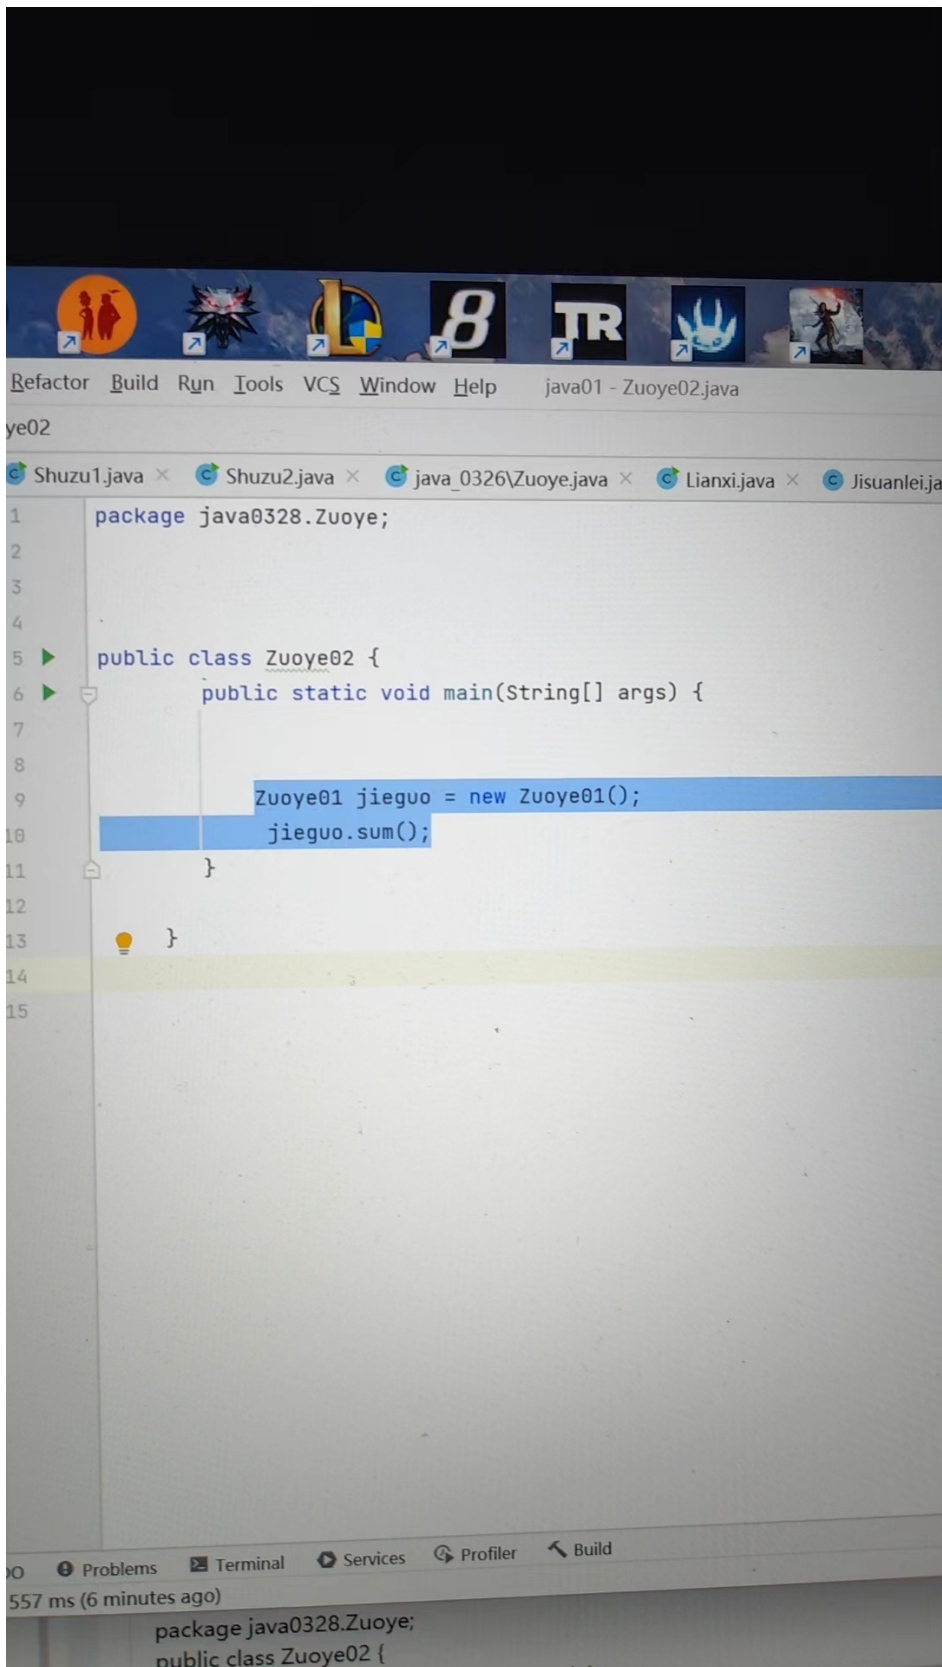 8
TR
Refactor Build Run Tools VCS Window Help java01 - Zuoye02.java
ye02
Shuzu1.java Shuzu2.java java_0326\Zuoye.java Lianxi.java Jisuanlei.ja
1 package java0328.Zuoye;
2
3
4
5 public class Zuoye02 {
6 public static void main(String[] args) {
7
8
9 Zuoye01 jieguo = new Zuoye01();
10 jieguo.sum();
11 }
12
13 }
14
15
Problems Terminal Services Profiler Build
557 ms (6 minutes ago)
package java0328.Zuoye;
public class Zuoye02 {